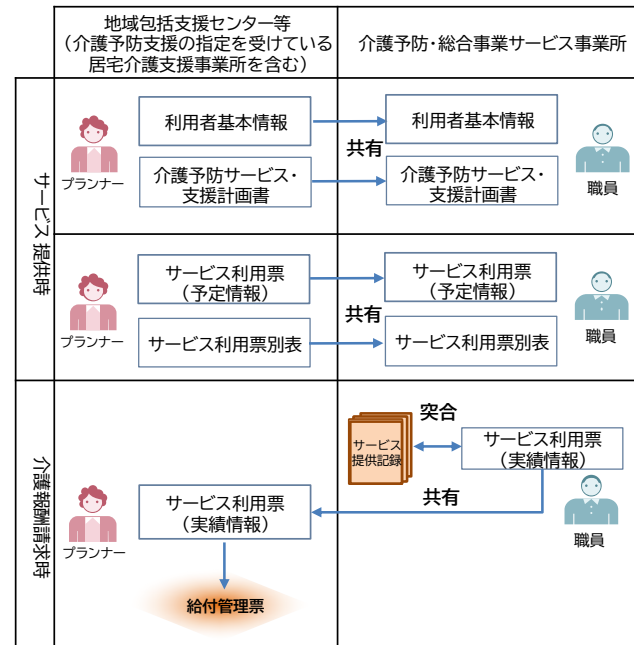 地域包括支援センター等
（介護予防支援の指定を受けている
居宅介護支援事業所を含む）
介護予防・総合事業サービス事業所
サービス提供時
プランナー
利用者基本情報
介護予防サービス・
支援計画書
共有
利用者基本情報
介護予防サービス・
支援計画書
職員
プランナー
サービス利用票
（予定情報）
サービス利用票別表
共有
サービス利用票
（予定情報）
サービス利用票別表
職員
介護報酬請求時
サービス
提供記録
突合
サービス利用票
（実績情報）
共有
職員
プランナー
サービス利用票
（実績情報）
給付管理票